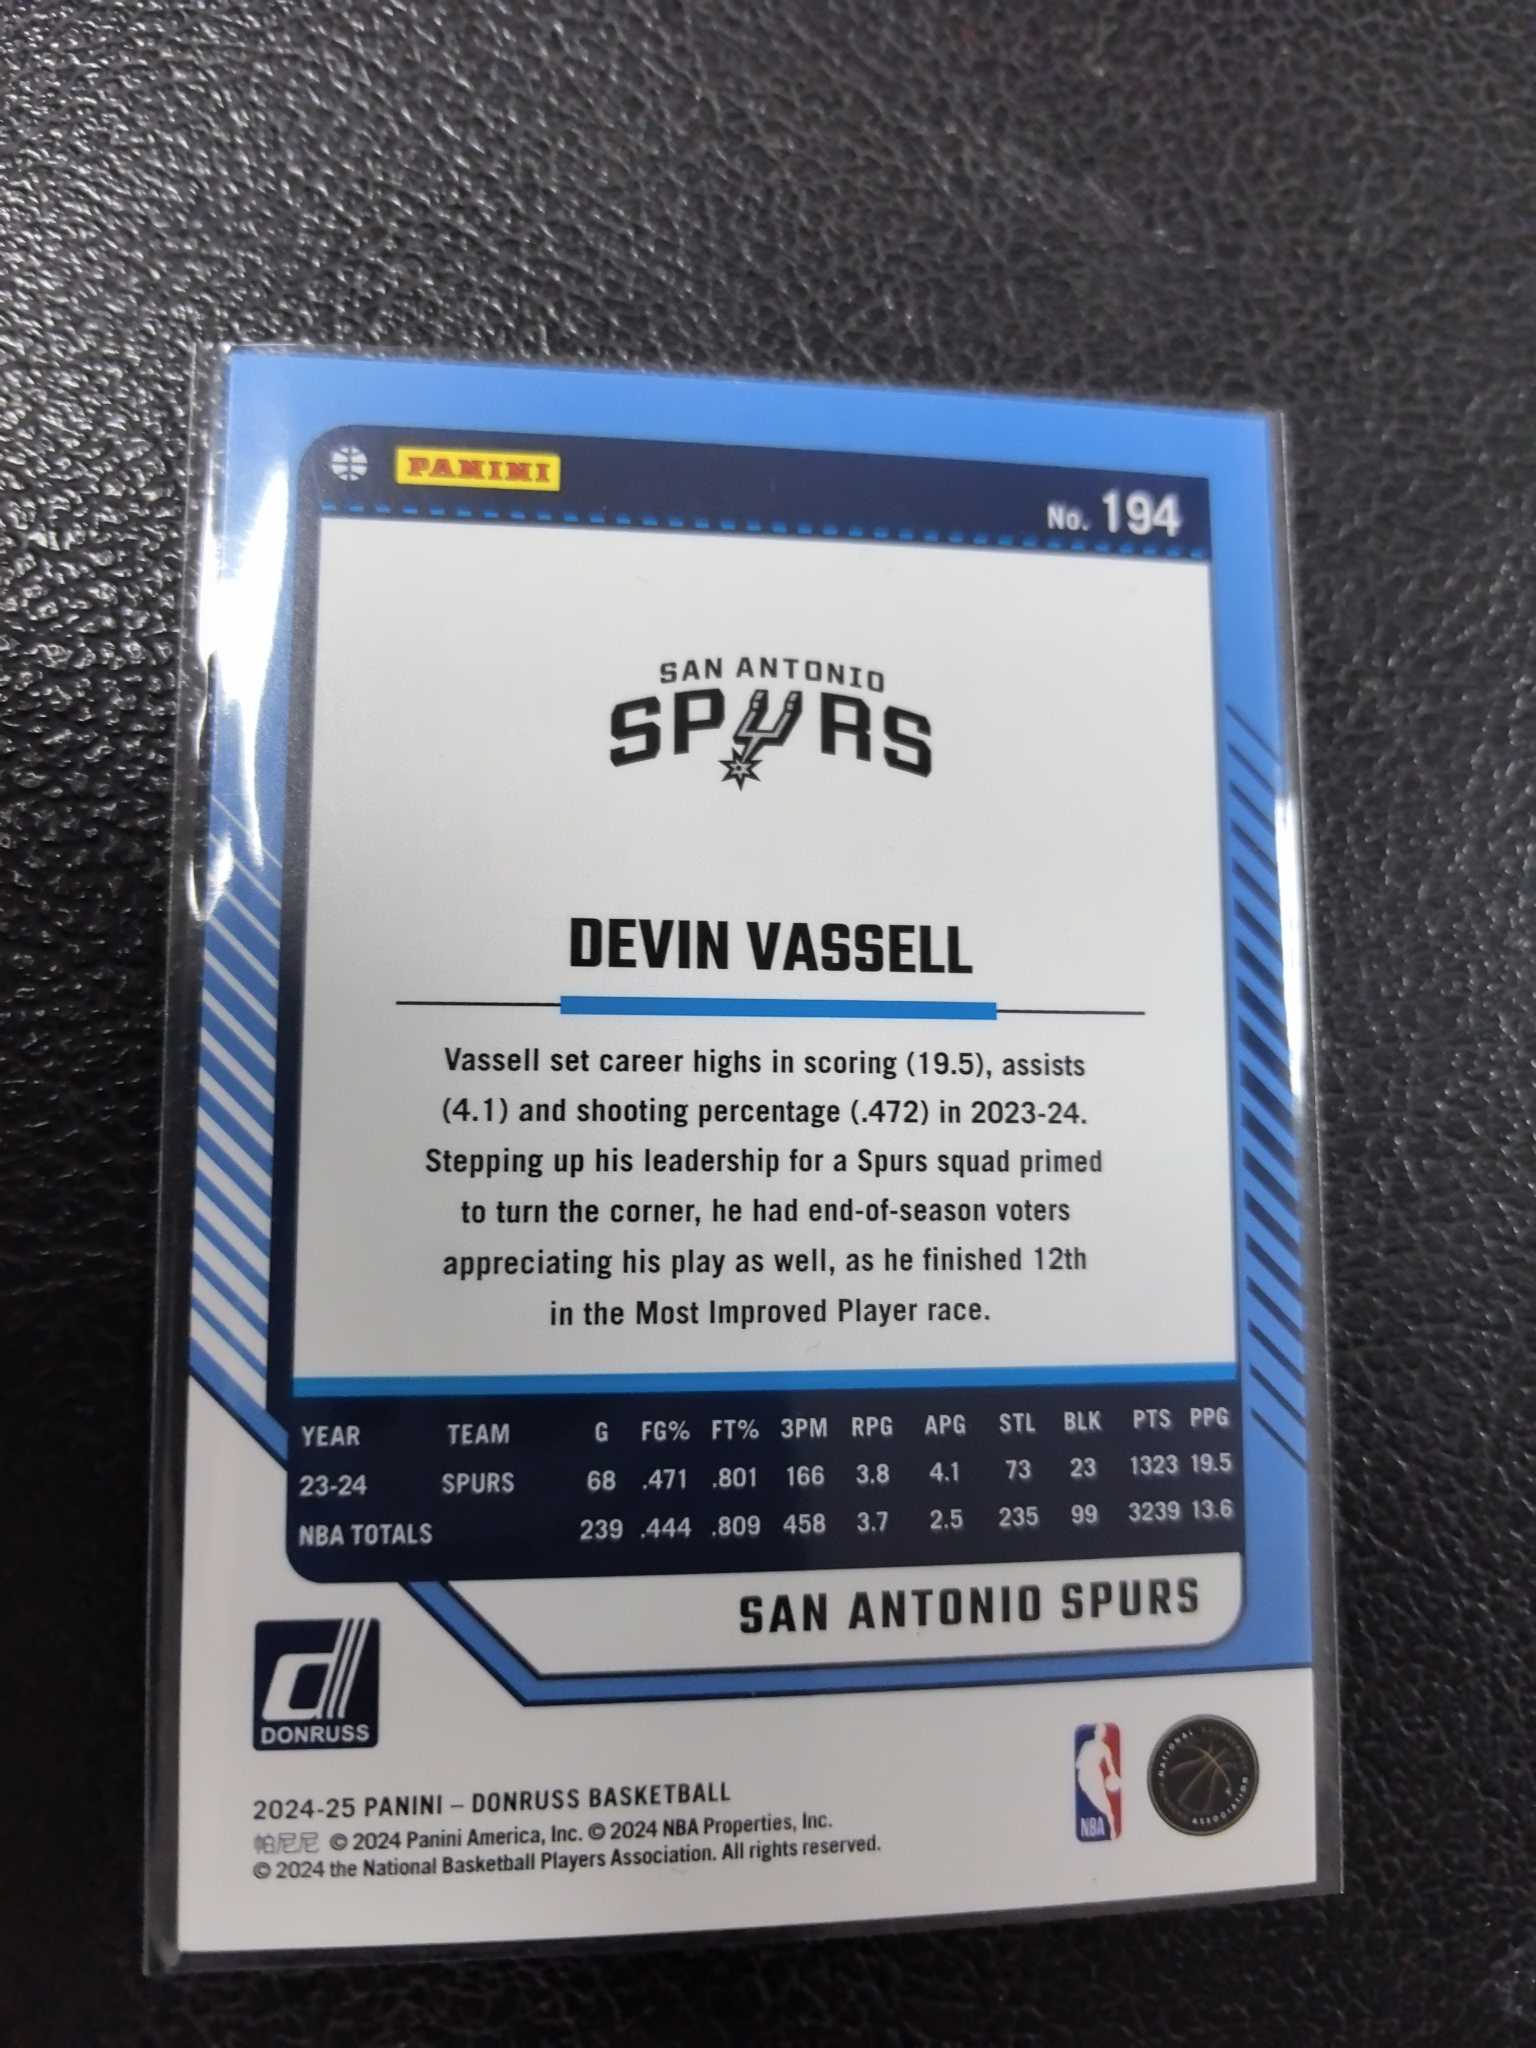 PANINI
No. 194
SAN ANTONIO
SPURS
DEVIN VASSELL
Vassell set career highs in scoring (19.5), assists
(4.1) and shooting percentage (.472) in 2023-24.
Stepping up his leadership for a Spurs squad primed
to turn the corner, he had end-of-season voters
appreciating his play as well, as he finished 12th
in the Most Improved Player race.
YEAR TEAM G FG% FT% 3PM RPG APG STL BLK PTS PPG
23-24 SPURS 68 .471 .801 166 3.8 4.1 73 23 1323 19.5
NBA TOTALS 239 .444 .809 458 3.7 2.5 235 99 3239 13.6
SAN ANTONIO SPURS
d
DONRUSS
2024-25 PANINI – DONRUSS BASKETBALL
帕尼尼 © 2024 Panini America, Inc. © 2024 NBA Properties, Inc.
© 2024 the National Basketball Players Association. All rights reserved.
NBA
NATIONAL
ASSOCIATION